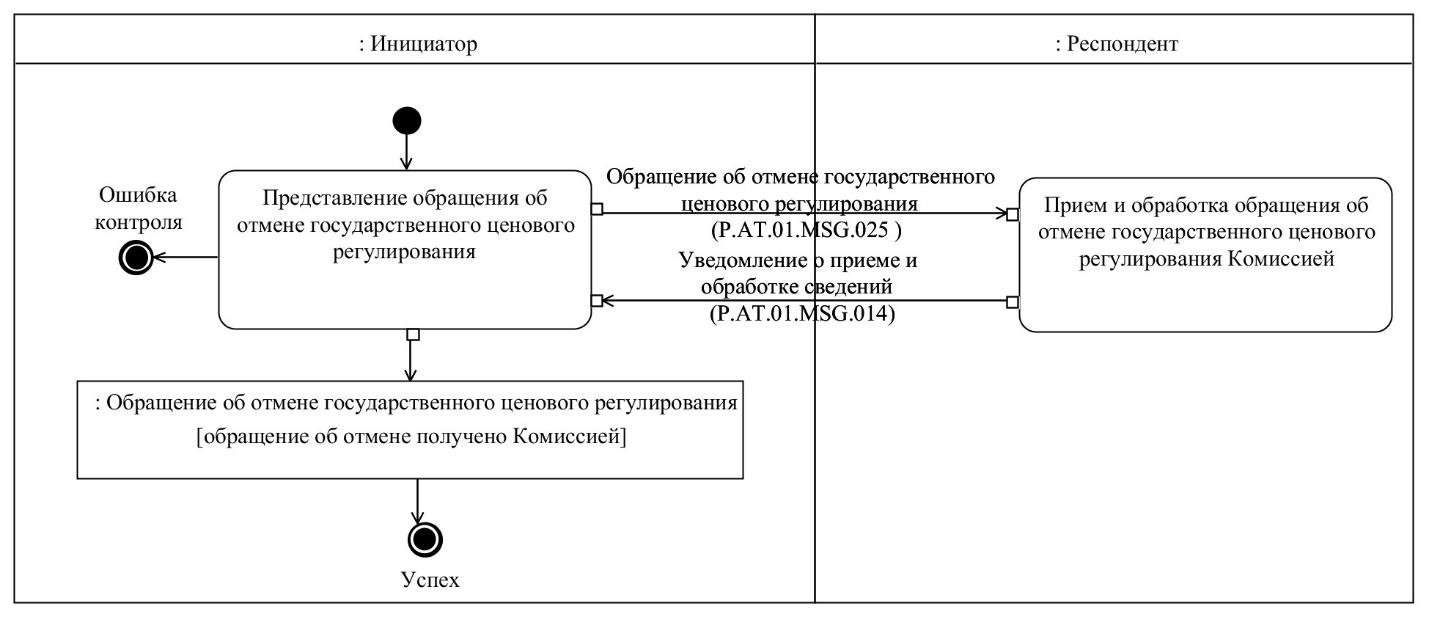 : Инициатор
: Респондент
Ошибка
контроля
Представление обращения об
отмене государственного ценового
регулирования
Обращение об отмене государственного
ценового регулирования
(P.AT.01.MSG.025 )
Уведомление о приеме и
обработке сведений
(P.AT.01.MSG.014)
Прием и обработка обращения об
отмене государственного ценового
регулирования Комиссией
: Обращение об отмене государственного ценового регулирования
[обращение об отмене получено Комиссией]
Успех